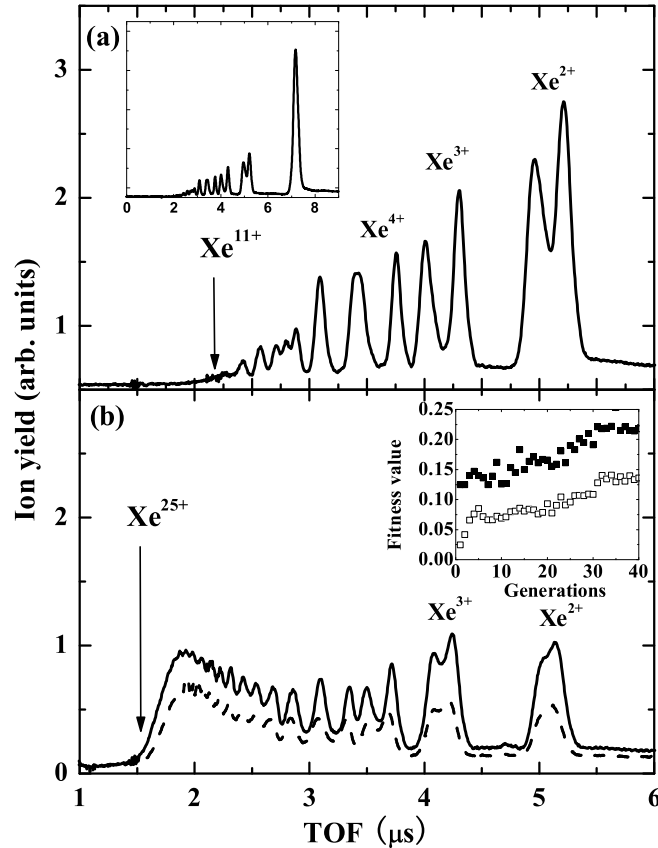 (a)
Xe2+
Xe3+
Xe4+
Xe11+
3
2
1
0 2 4 6 8
Ion yield (arb. units)
(b)
Xe25+
Xe3+
Xe2+
2
1
0
0.25
0.20
0.15
0.10
0.05
0.00
Fitness value
0 10 20 30 40
Generations
1 2 3 4 5 6
TOF (μs)